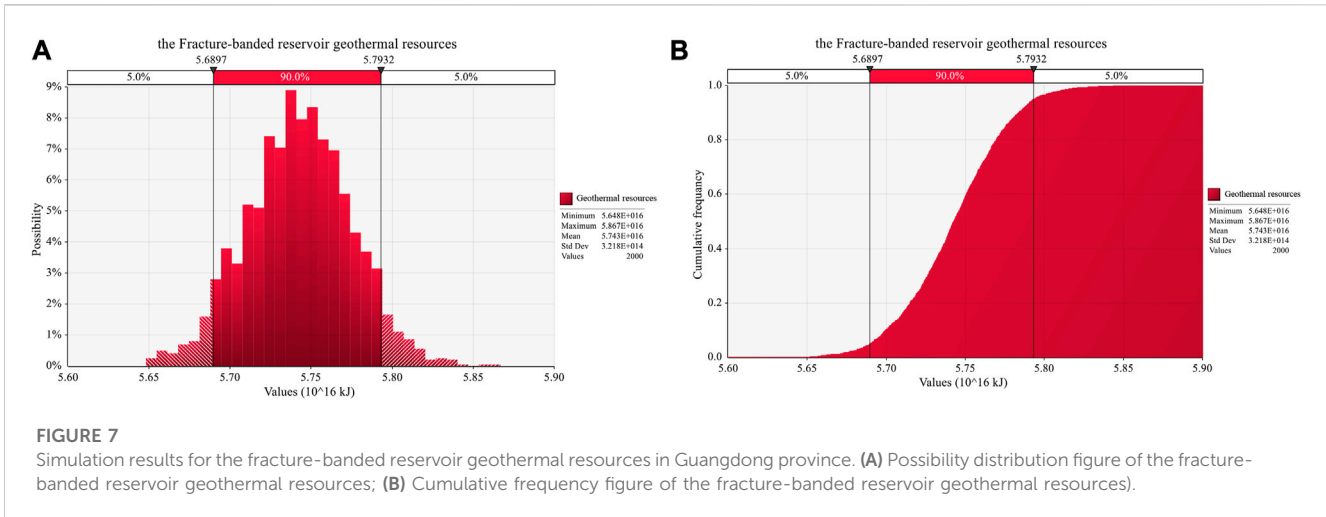 A
the Fracture-banded reservoir geothermal resources
5.6897 5.7932
5.0% 90.0% 5.0%
9%
8%
7%
6%
5%
4%
3%
2%
1%
0%
Possibility
5.60 5.65 5.70 5.75 5.80 5.85 5.90
Values (10^16 kJ)
Geothermal resources
Minimum 5.648E+016
Maximum 5.867E+016
Mean 5.743E+016
Std Dev 3.218E+014
Values 2000
B
the Fracture-banded reservoir geothermal resources
5.6897 5.7932
5.0% 90.0% 5.0%
1.0
0.8
0.6
0.4
0.2
0.0
Cumulative frequancy
5.60 5.65 5.70 5.75 5.80 5.85 5.90
Values (10^16 kJ)
Geothermal resources
Minimum 5.648E+016
Maximum 5.867E+016
Mean 5.743E+016
Std Dev 3.218E+014
Values 2000
FIGURE 7
Simulation results for the fracture-banded reservoir geothermal resources in Guangdong province. (A) Possibility distribution figure of the fracture-
banded reservoir geothermal resources; (B) Cumulative frequency figure of the fracture-banded reservoir geothermal resources).